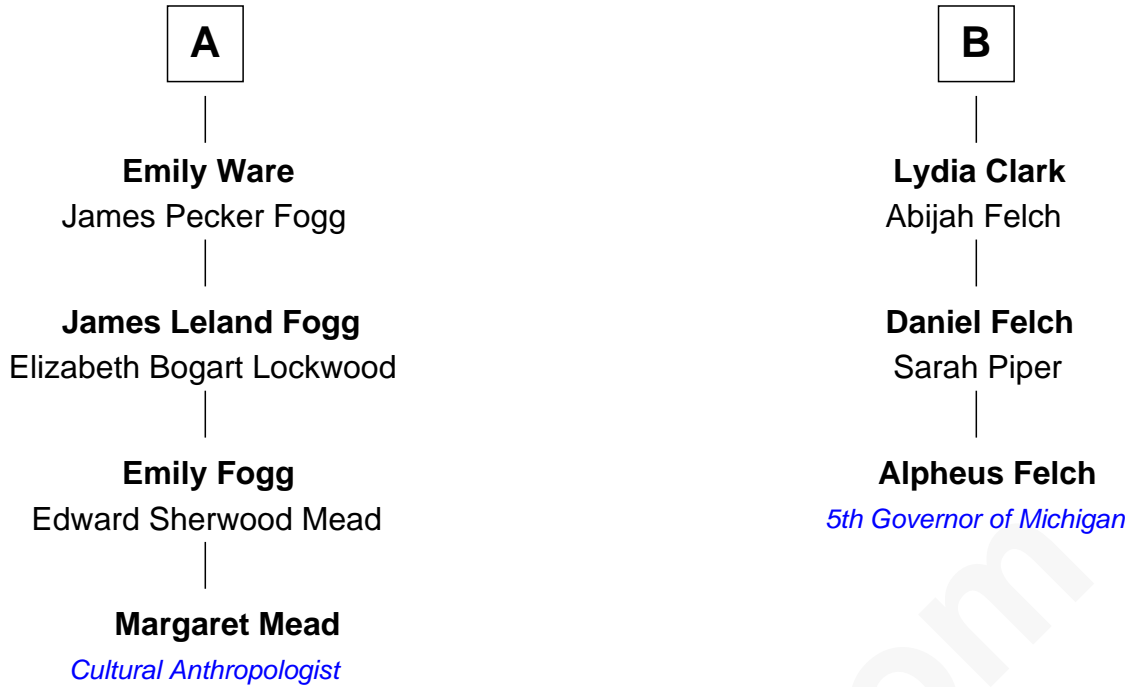 A
Emily Ware
James Pecker Fogg
James Leland Fogg
Elizabeth Bogart Lockwood
Emily Fogg
Edward Sherwood Mead
Margaret Mead
Cultural Anthropologist
B
Lydia Clark
Abijah Felch
Daniel Felch
Sarah Piper
Alpheus Felch
5th Governor of Michigan
om